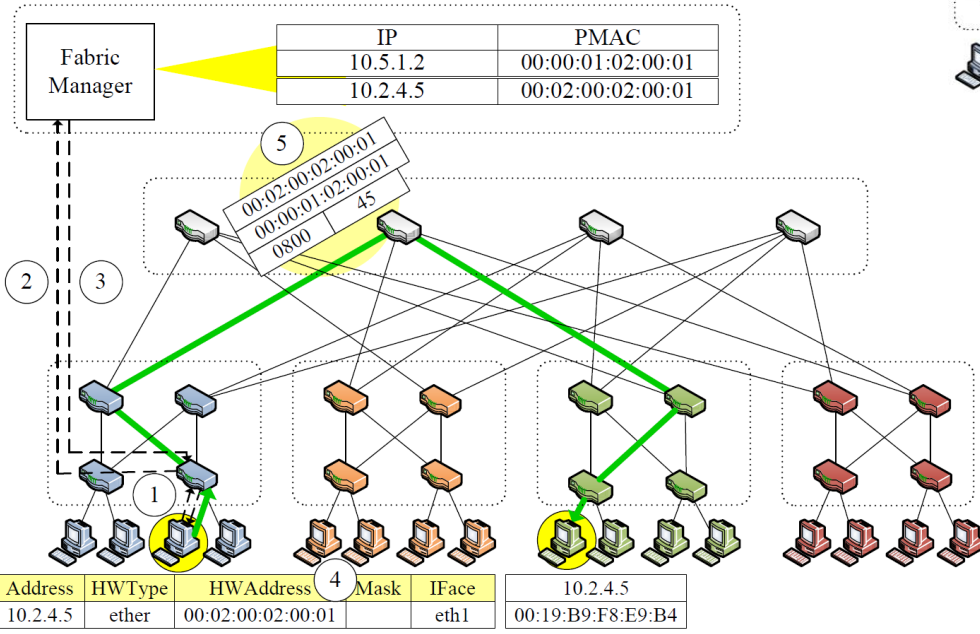 Fabric
Manager
IP PMAC
10.5.1.2 00:00:01:02:00:01
10.2.4.5 00:02:00:02:00:01
5
00:02:00:02:00:01
00:00:01:02:00:01
0800 45
2 3
1
4
Address HWType HWAddress Mask IFace
10.2.4.5 ether 00:02:00:02:00:01 eth1
10.2.4.5
00:19:B9:F8:E9:B4